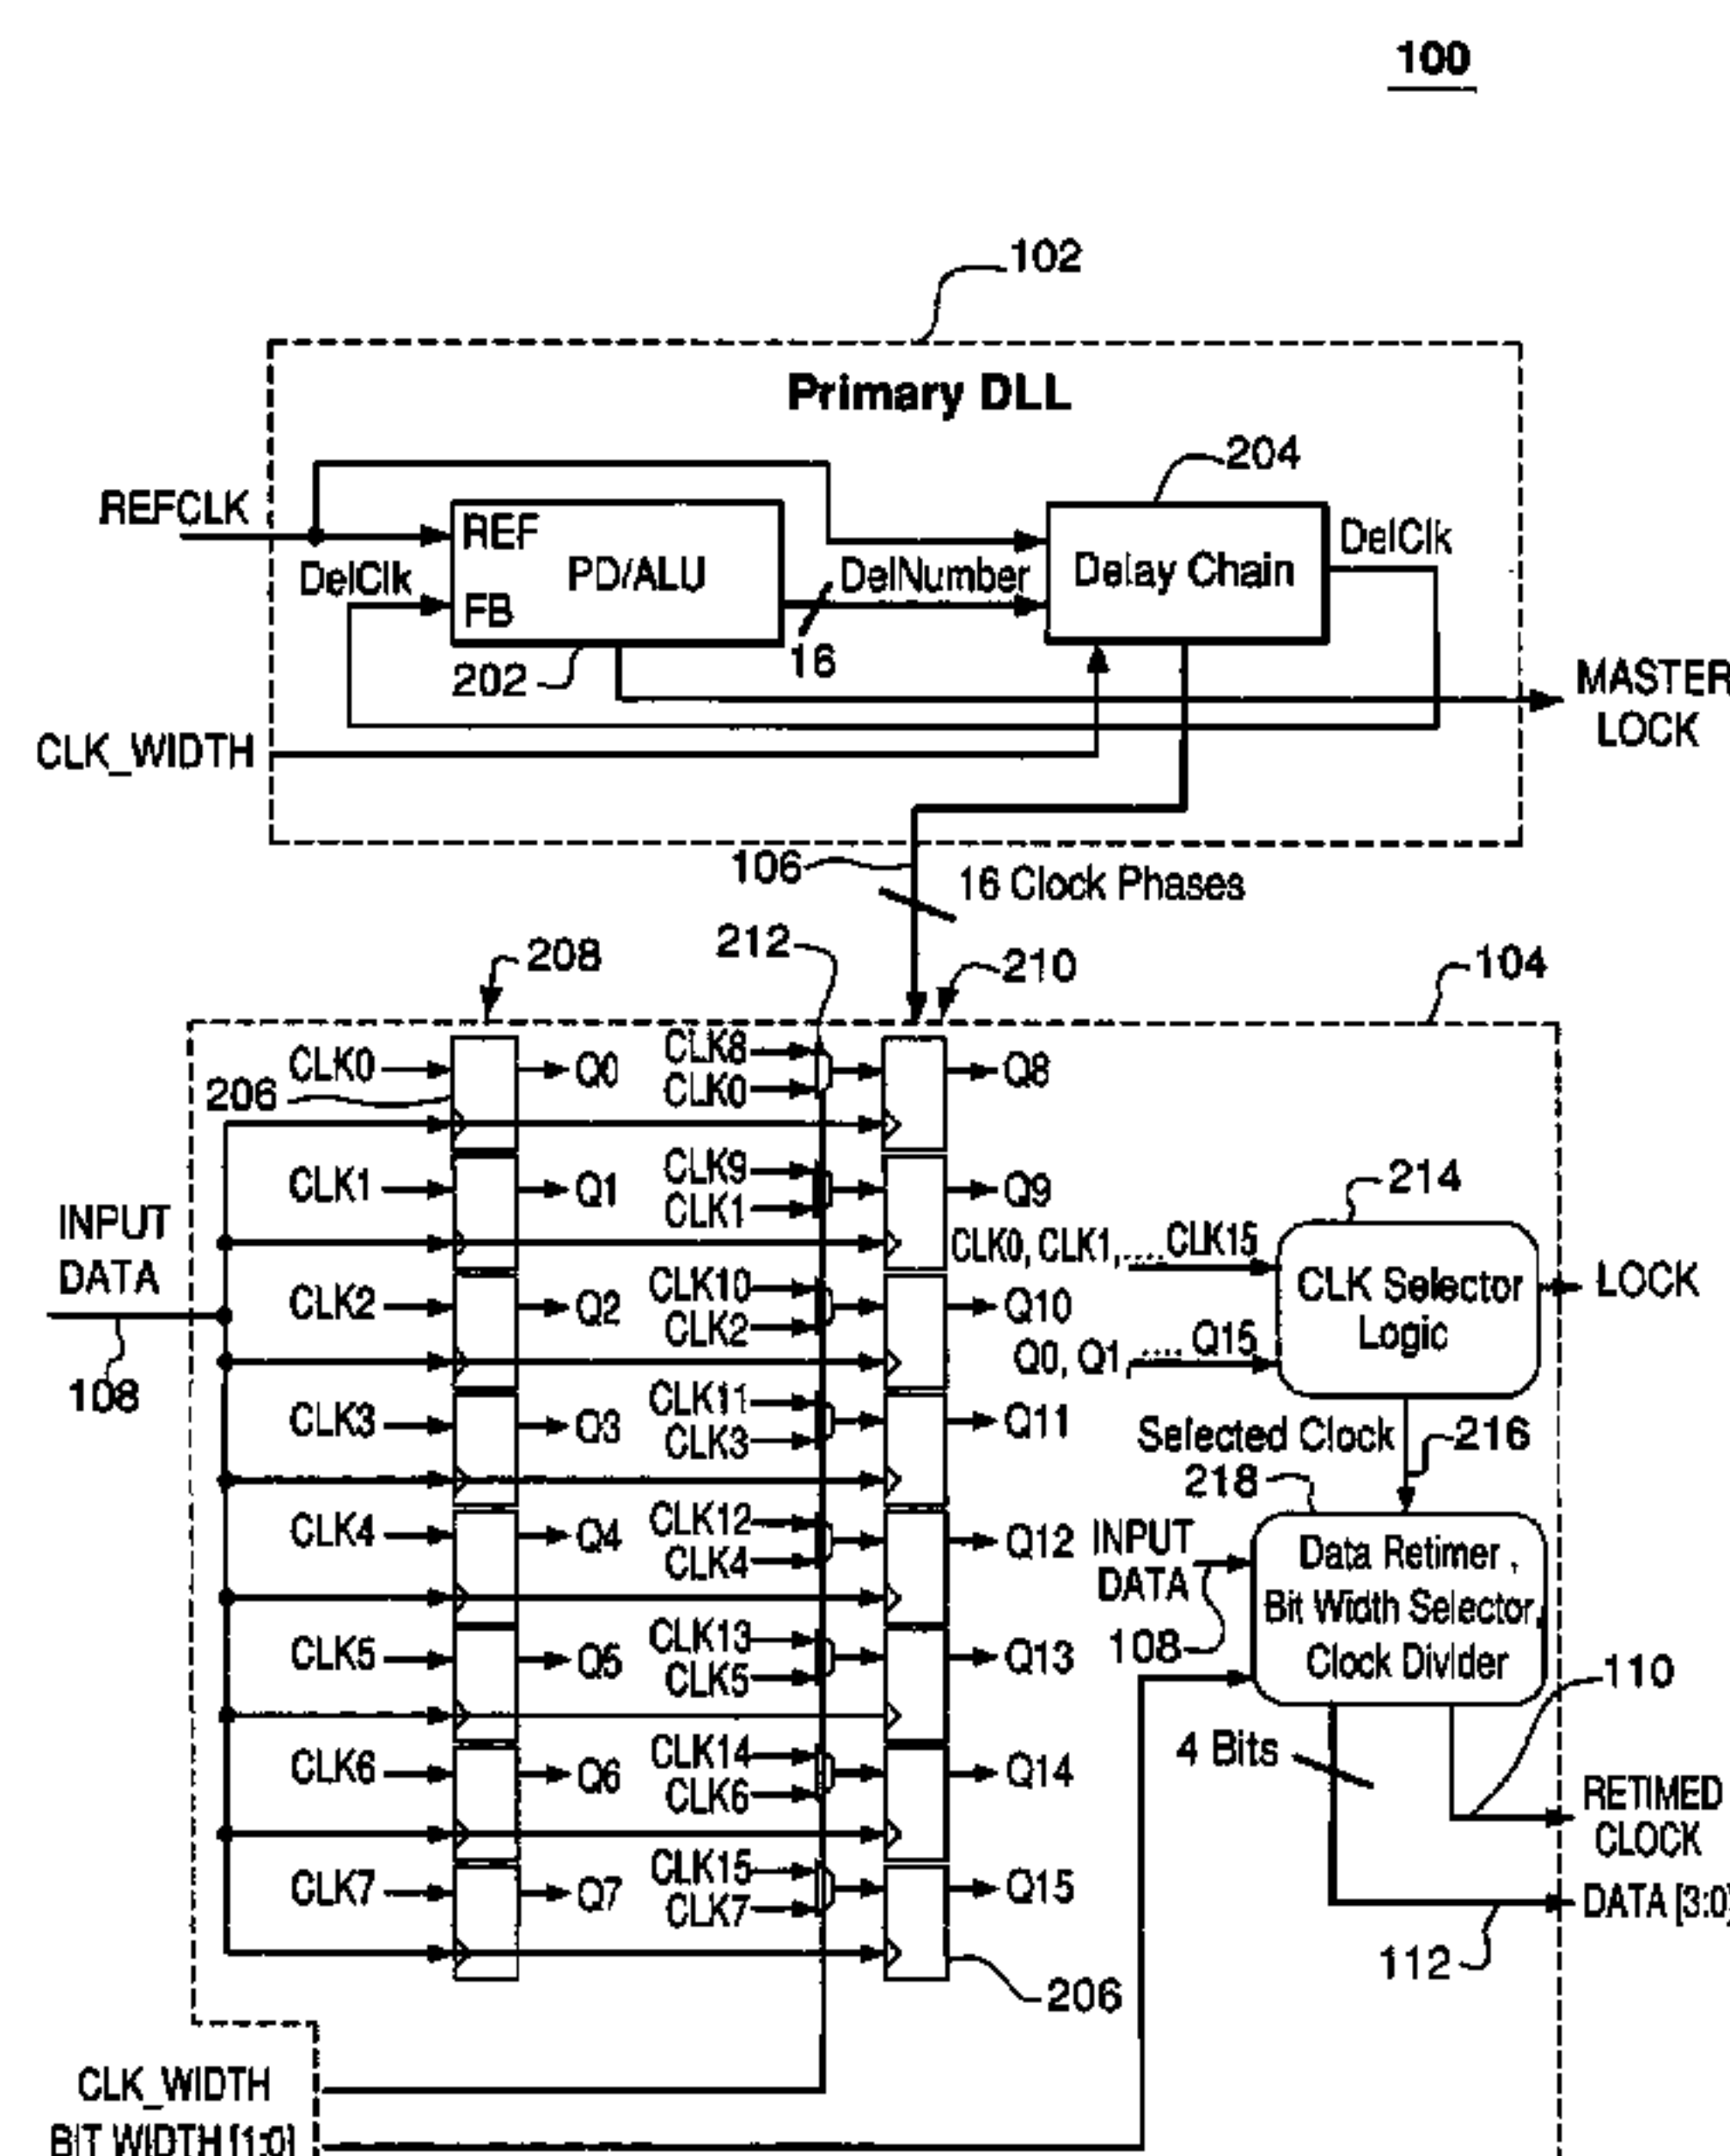 100
102
Primary DLL
204
REFCLK
REF
DelClk
PD/ALU
DelNumber
Delay Chain
DelClk
FB
202
16
MASTER
LOCK
CLK_WIDTH
106
16 Clock Phases
212
208
210
104
CLK0
Q0
CLK8
CLK0
Q8
206
CLK1
Q1
CLK9
CLK1
Q9
214
INPUT
DATA
CLK0, CLK1,.....CLK15
CLK2
Q2
CLK10
CLK2
Q10
CLK Selector
Logic
LOCK
Q0, Q1 .... Q15
108
CLK3
Q3
CLK11
CLK3
Q11
Selected Clock
216
218
CLK4
Q4
CLK12
CLK4
Q12
INPUT
DATA
Data Retimer ,
Bit Width Selector,
Clock Divider
108
CLK5
Q5
CLK13
CLK5
Q13
110
4 Bits
CLK6
Q6
CLK14
CLK6
Q14
RETIMED
CLOCK
CLK7
Q7
CLK15
CLK7
Q15
DATA [3:0]
112
206
CLK_WIDTH
BIT WIDTH [1:0]